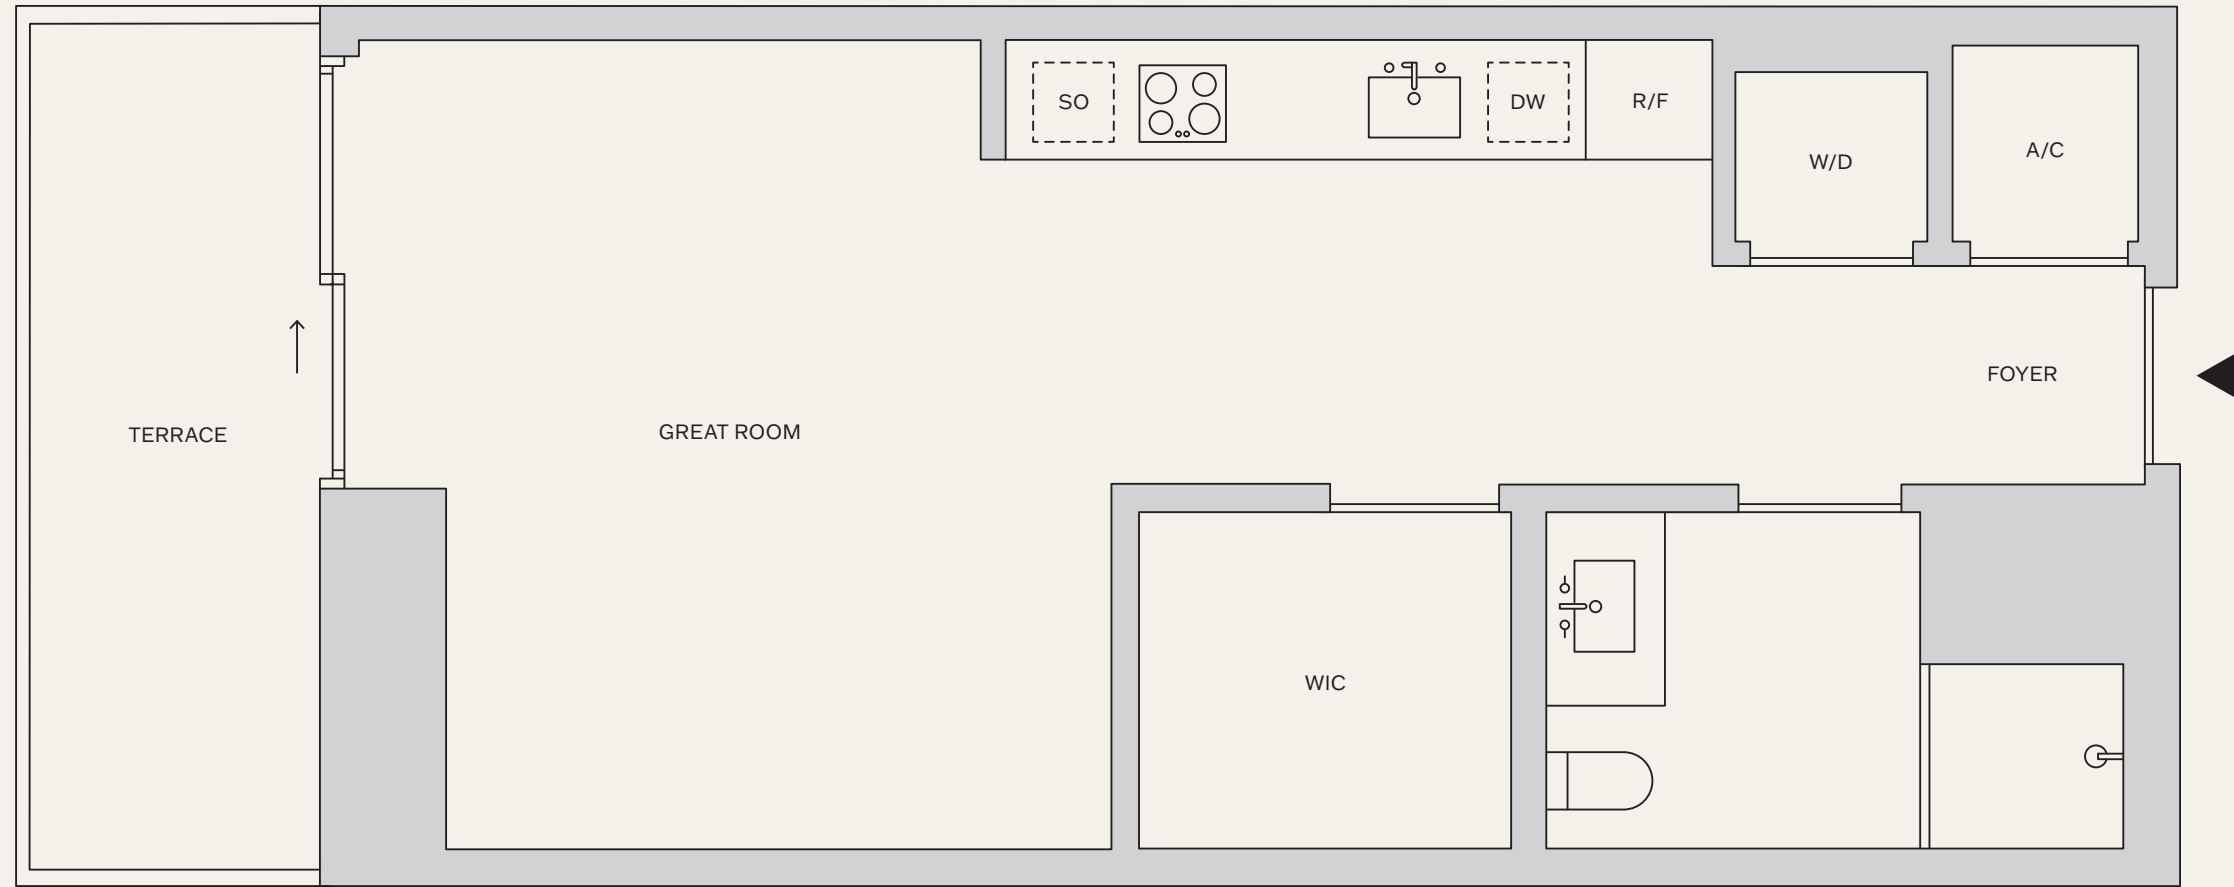 SO
DW
R/F
W/D
A/C
FOYER
TERRACE
GREAT ROOM
WIC